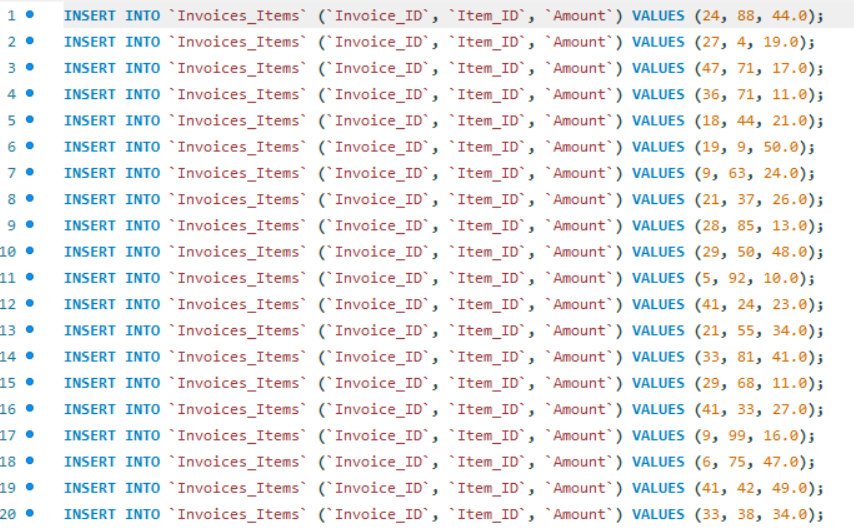 1 INSERT INTO `Invoices_Items` (`Invoice_ID`, `Item_ID`, `Amount`) VALUES (24, 88, 44.0);
2 INSERT INTO `Invoices_Items` (`Invoice_ID`, `Item_ID`, `Amount`) VALUES (27, 4, 19.0);
3 INSERT INTO `Invoices_Items` (`Invoice_ID`, `Item_ID`, `Amount`) VALUES (47, 71, 17.0);
4 INSERT INTO `Invoices_Items` (`Invoice_ID`, `Item_ID`, `Amount`) VALUES (36, 71, 11.0);
5 INSERT INTO `Invoices_Items` (`Invoice_ID`, `Item_ID`, `Amount`) VALUES (18, 44, 21.0);
6 INSERT INTO `Invoices_Items` (`Invoice_ID`, `Item_ID`, `Amount`) VALUES (19, 9, 50.0);
7 INSERT INTO `Invoices_Items` (`Invoice_ID`, `Item_ID`, `Amount`) VALUES (9, 63, 24.0);
8 INSERT INTO `Invoices_Items` (`Invoice_ID`, `Item_ID`, `Amount`) VALUES (21, 37, 26.0);
9 INSERT INTO `Invoices_Items` (`Invoice_ID`, `Item_ID`, `Amount`) VALUES (28, 85, 13.0);
10 INSERT INTO `Invoices_Items` (`Invoice_ID`, `Item_ID`, `Amount`) VALUES (29, 50, 48.0);
11 INSERT INTO `Invoices_Items` (`Invoice_ID`, `Item_ID`, `Amount`) VALUES (5, 92, 10.0);
12 INSERT INTO `Invoices_Items` (`Invoice_ID`, `Item_ID`, `Amount`) VALUES (41, 24, 23.0);
13 INSERT INTO `Invoices_Items` (`Invoice_ID`, `Item_ID`, `Amount`) VALUES (21, 55, 34.0);
14 INSERT INTO `Invoices_Items` (`Invoice_ID`, `Item_ID`, `Amount`) VALUES (33, 81, 41.0);
15 INSERT INTO `Invoices_Items` (`Invoice_ID`, `Item_ID`, `Amount`) VALUES (29, 68, 11.0);
16 INSERT INTO `Invoices_Items` (`Invoice_ID`, `Item_ID`, `Amount`) VALUES (41, 33, 27.0);
17 INSERT INTO `Invoices_Items` (`Invoice_ID`, `Item_ID`, `Amount`) VALUES (9, 99, 16.0);
18 INSERT INTO `Invoices_Items` (`Invoice_ID`, `Item_ID`, `Amount`) VALUES (6, 75, 47.0);
19 INSERT INTO `Invoices_Items` (`Invoice_ID`, `Item_ID`, `Amount`) VALUES (41, 42, 49.0);
20 INSERT INTO `Invoices_Items` (`Invoice_ID`, `Item_ID`, `Amount`) VALUES (33, 38, 34.0);